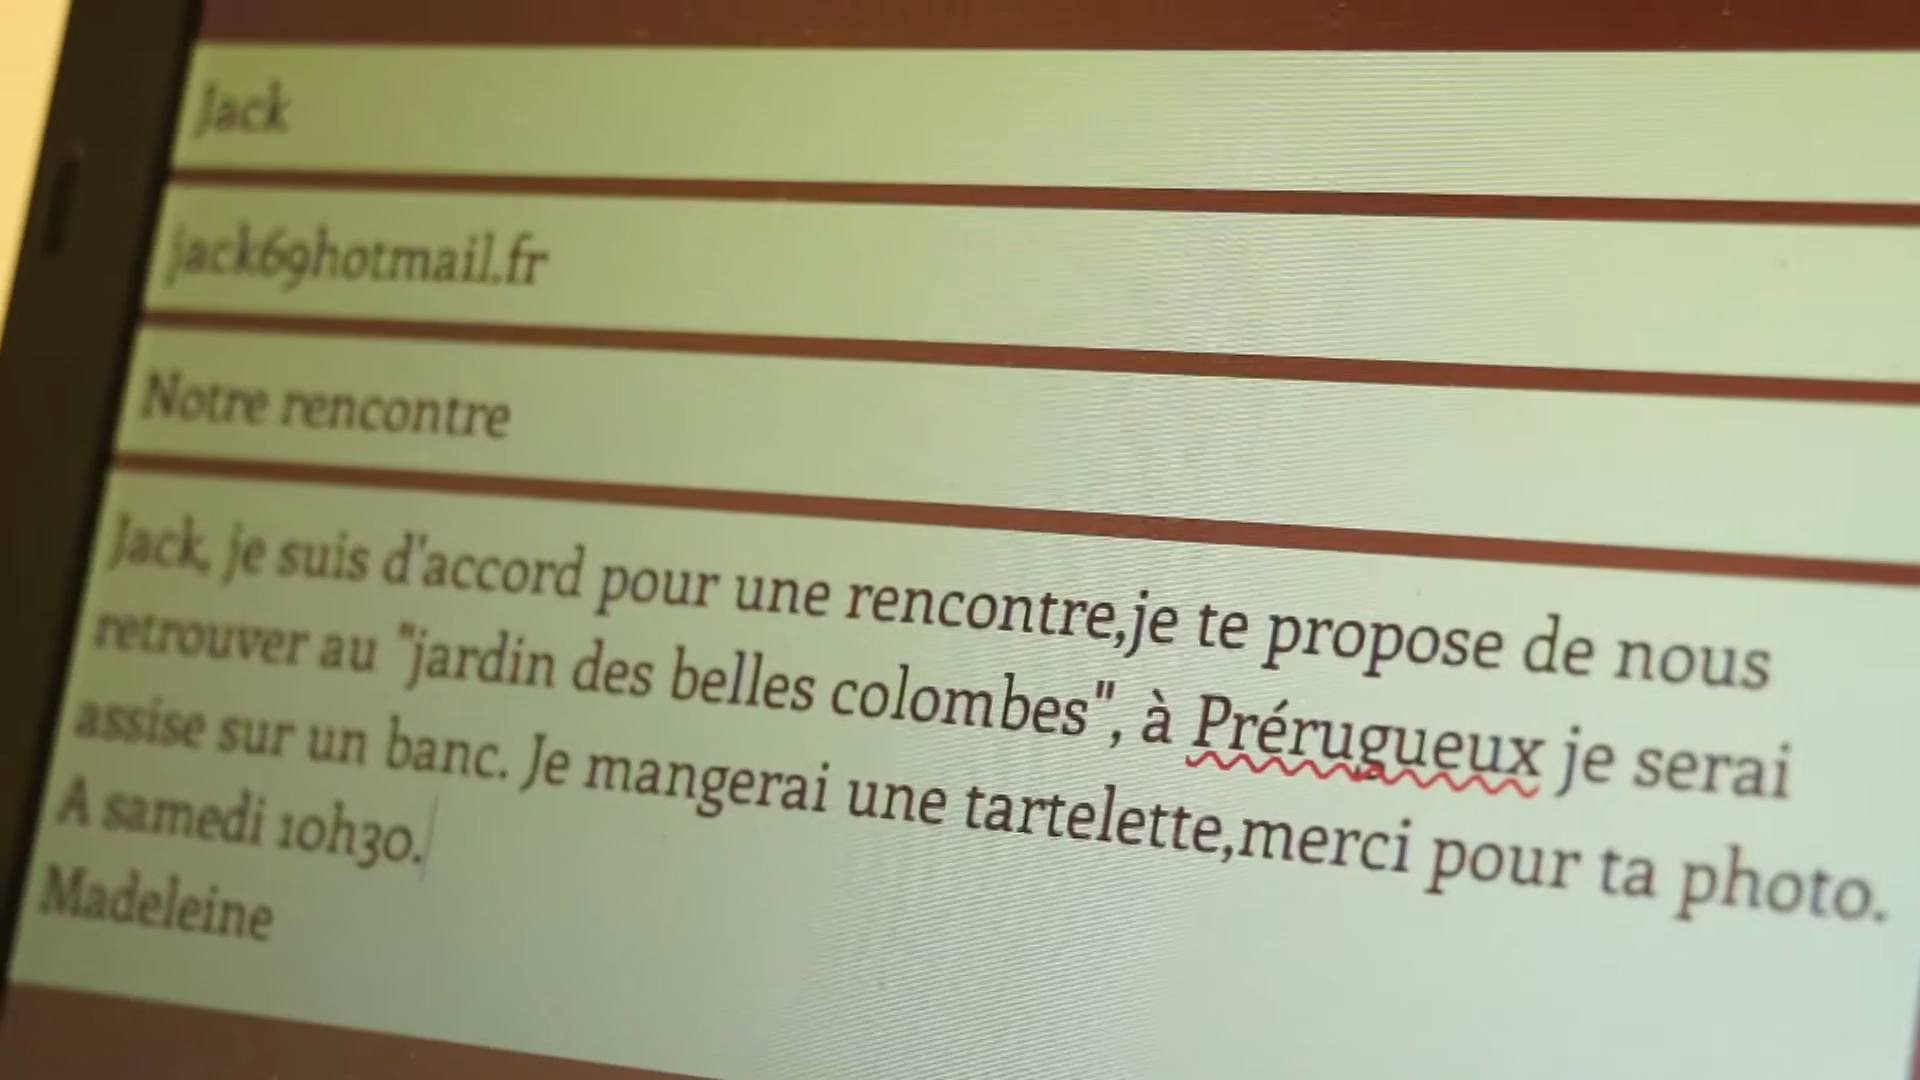 Jack
jack69hotmail.fr
Notre rencontre
Jack, je suis d'accord pour une rencontre,je te propose de nous
retrouver au "jardin des belles colombes", à Prérugueux je serai
assise sur un banc. Je mangerai une tartelette,merci pour ta photo.
A samedi 10h30.
Madeleine